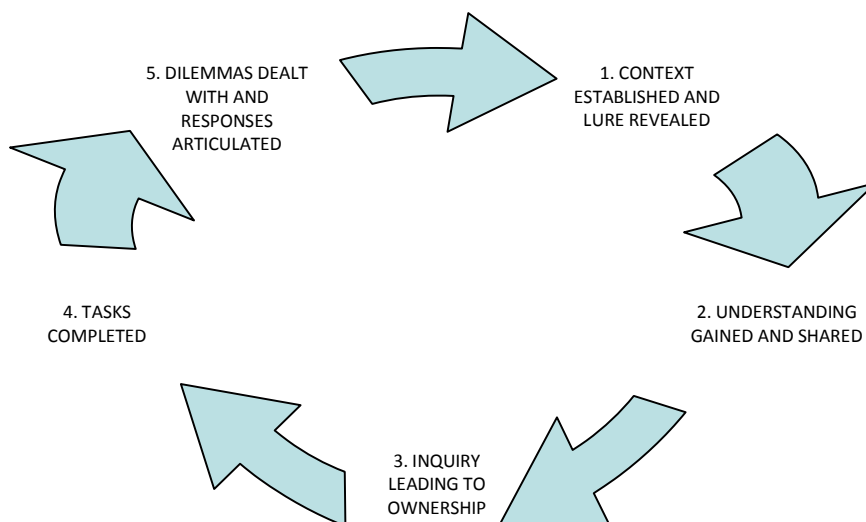 1. CONTEXT
ESTABLISHED AND
LURE REVEALED
2. UNDERSTANDING
GAINED AND SHARED
3. INQUIRY
LEADING TO
OWNERSHIP
4. TASKS
COMPLETED
5. DILEMMAS DEALT
WITH AND
RESPONSES
ARTICULATED